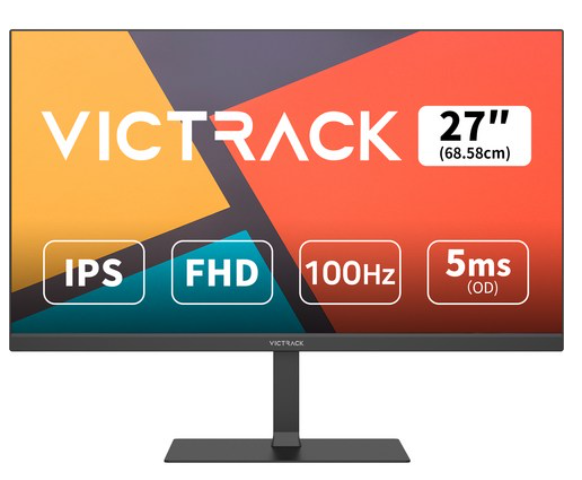 VICTRACK
27"
(68.58cm)
IPS
FHD
100Hz
5ms
(OD)
VICTRACK